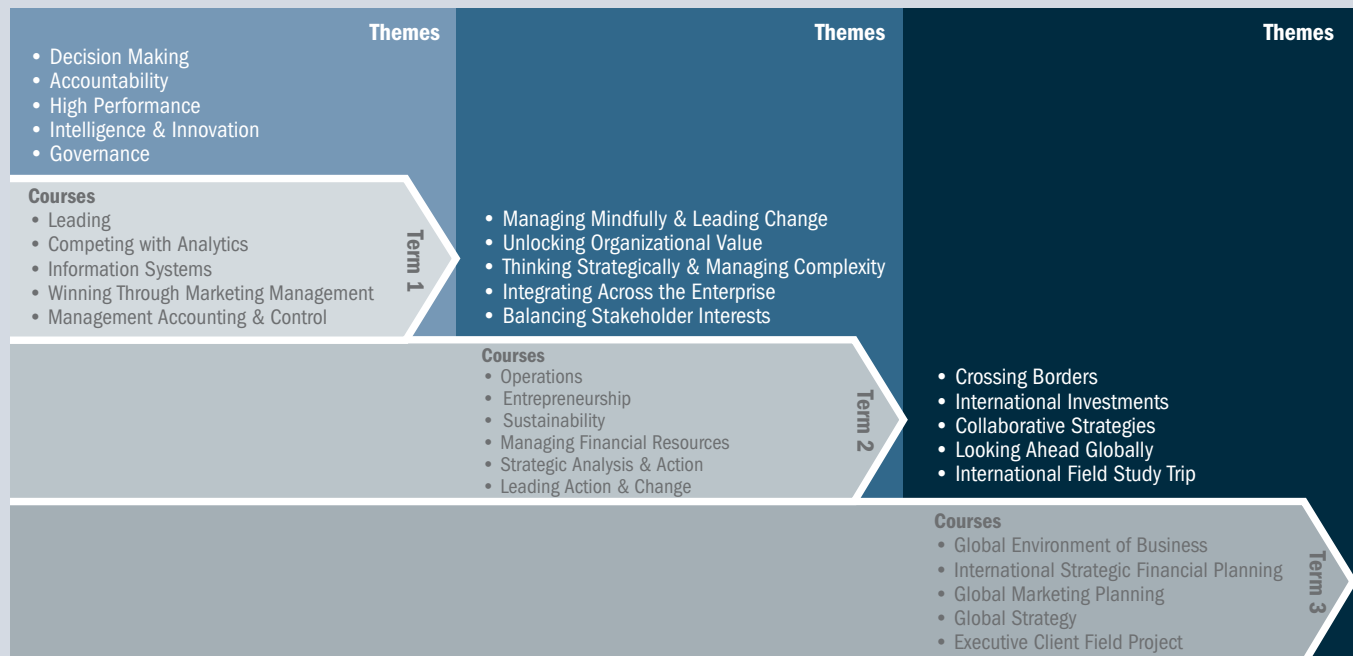 Themes
• Decision Making
• Accountability
• High Performance
• Intelligence & Innovation
• Governance
Courses
• Leading
• Competing with Analytics
• Information Systems
• Winning Through Marketing Management
• Management Accounting & Control
Term 1
Themes
• Managing Mindfully & Leading Change
• Unlocking Organizational Value
• Thinking Strategically & Managing Complexity
• Integrating Across the Enterprise
• Balancing Stakeholder Interests
Courses
• Operations
• Entrepreneurship
• Sustainability
• Managing Financial Resources
• Strategic Analysis & Action
• Leading Action & Change
Term 2
Themes
• Crossing Borders
• International Investments
• Collaborative Strategies
• Looking Ahead Globally
• International Field Study Trip
Courses
• Global Environment of Business
• International Strategic Financial Planning
• Global Marketing Planning
• Global Strategy
• Executive Client Field Project
Term 3